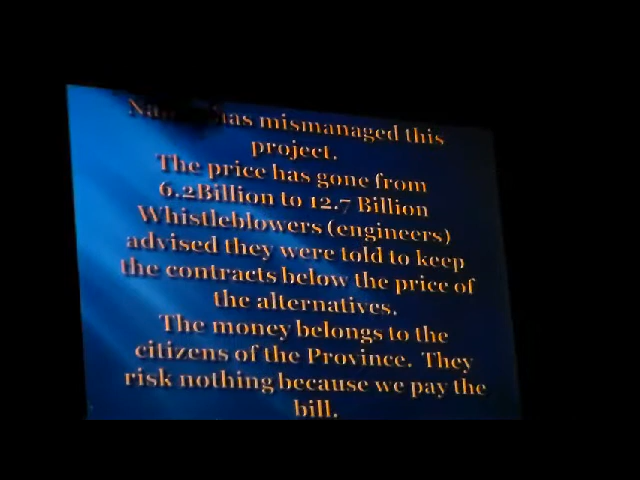 has mismanaged this
project.
The price has gone from
6.2Billion to 12.7 Billion
Whistleblowers (engineers)
advised they were told to keep
the contracts below the price of
the alternatives.
The money belongs to the
citizens of the Province. They
risk nothing because we pay the
bill.